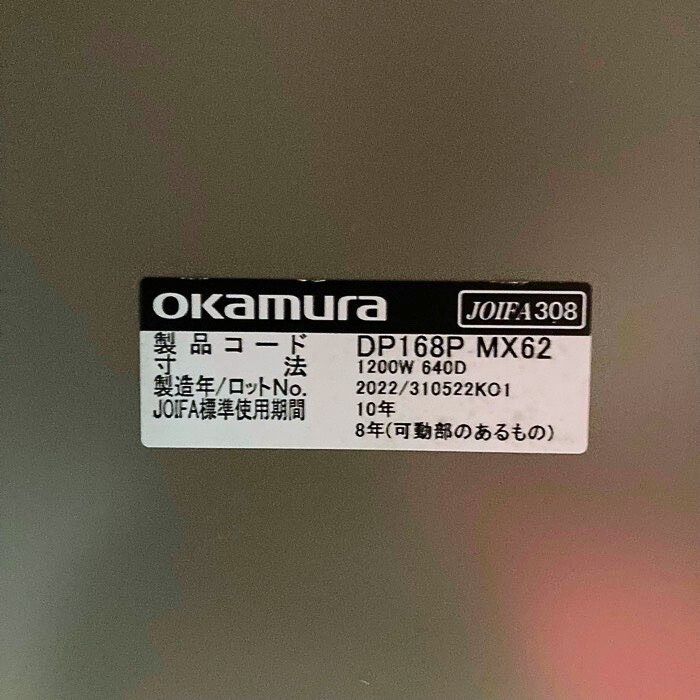 okamura JOIFA308
製品コード DP168P MX62
寸法 1200W 640D
製造年/ロットNo. 2022/310522K01
JOIFA標準使用期間 10年
8年(可動部のあるもの)